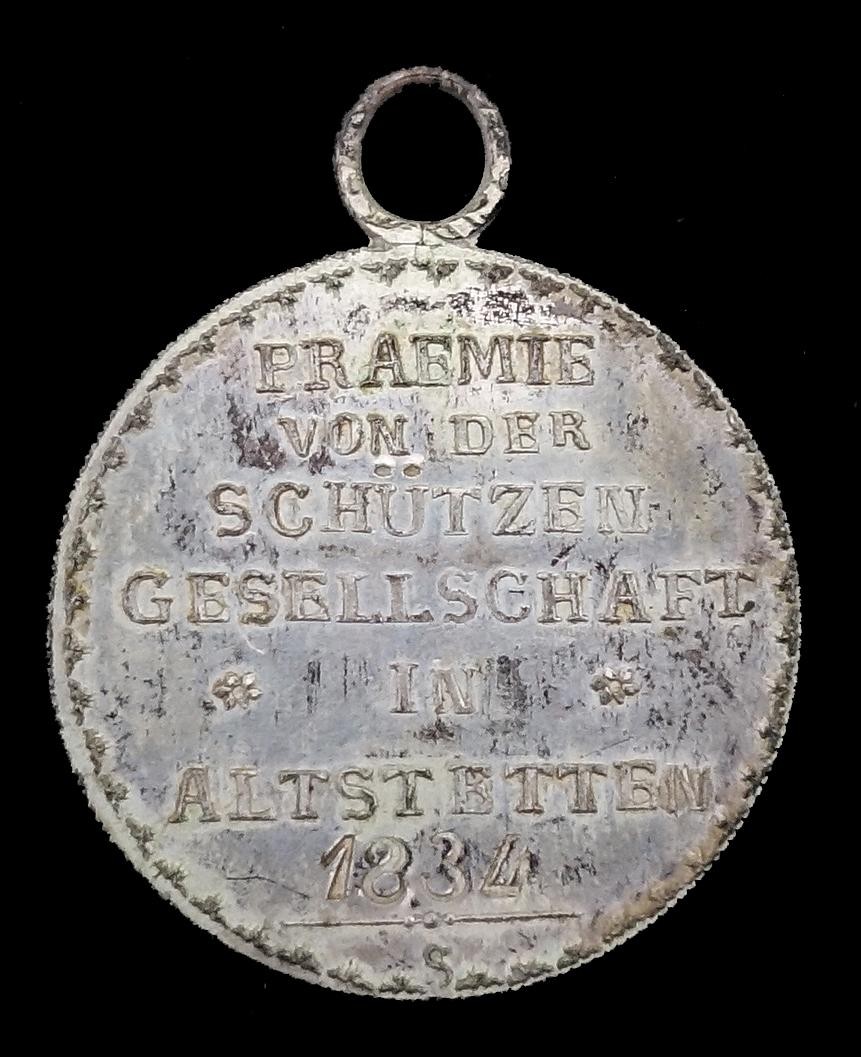 PRAEMIE
VON DER
SCHÜTZEN
GESELLSCHAFT
IN
ALTSTETTEN
1834
S